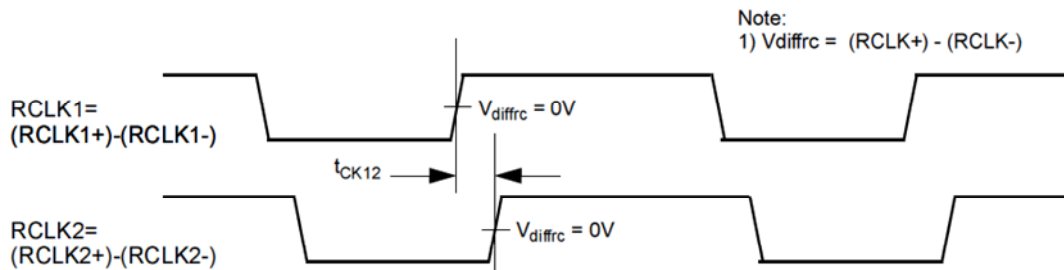 Note:
1) Vdiffrc = (RCLK+) - (RCLK-)
RCLK1=
(RCLK1+)-(RCLK1-)
Vdiffrc = 0V
tCK12
RCLK2=
(RCLK2+)-(RCLK2-)
Vdiffrc = 0V